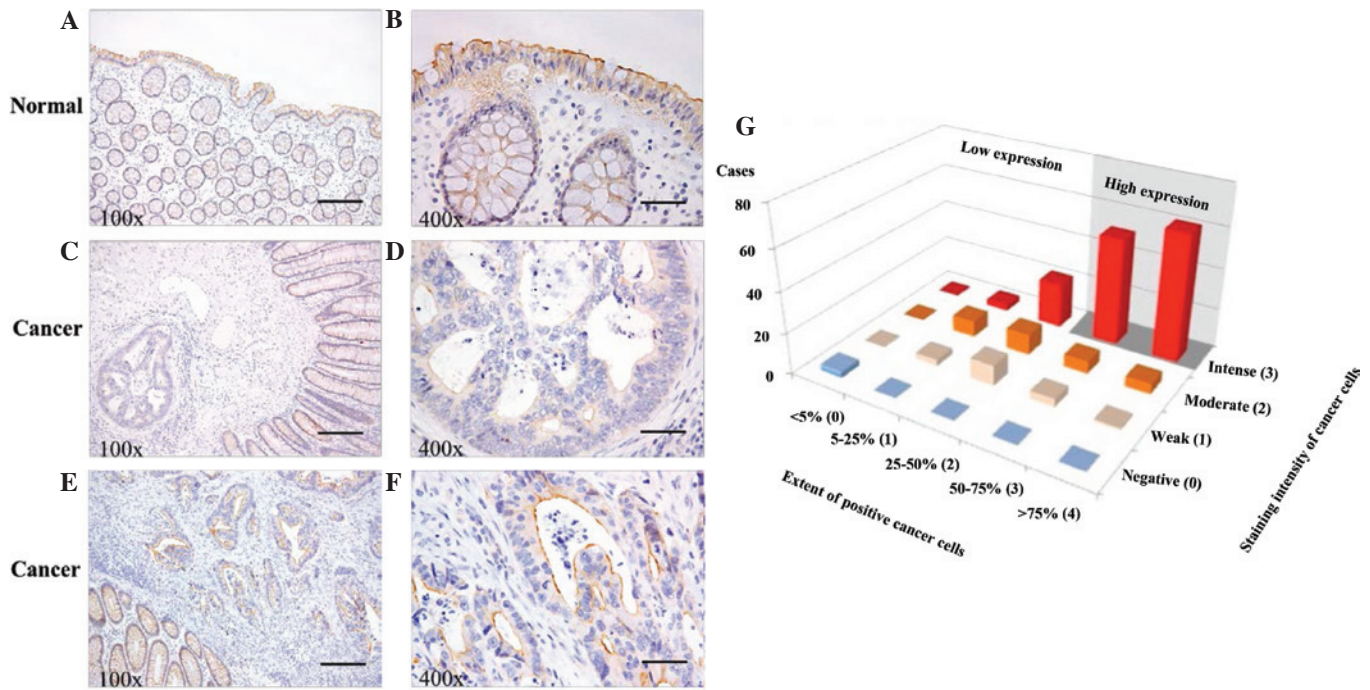 A
B
Normal
100x
400x
C
D
Cancer
100x
400x
E
F
Cancer
100x
400x
G
Cases
Low expression
High expression
80
60
40
20
0
<5% (0)
5-25% (1)
25-50% (2)
50-75% (3)
>75% (4)
Extent of positive cancer cells
Intense (3)
Moderate (2)
Weak (1)
Negative (0)
Staining intensity of cancer cells